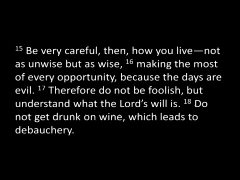 ¹⁵ Be very careful, then, how you live—not
as unwise but as wise, ¹⁶ making the most
of every opportunity, because the days are
evil. ¹⁷ Therefore do not be foolish, but
understand what the Lord's will is. ¹⁸ Do
not get drunk on wine, which leads to
debauchery.